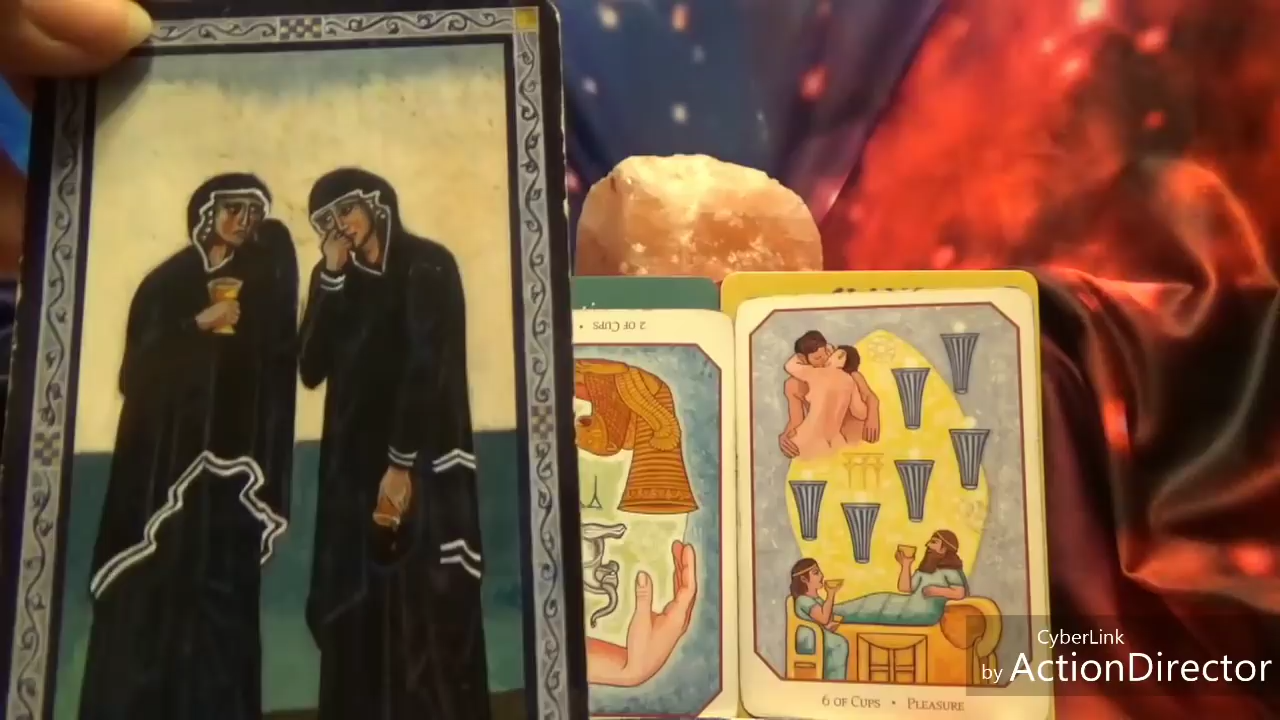 2 OF CUPS •
6 OF CUPS • PLEASURE
CyberLink
by ActionDirector